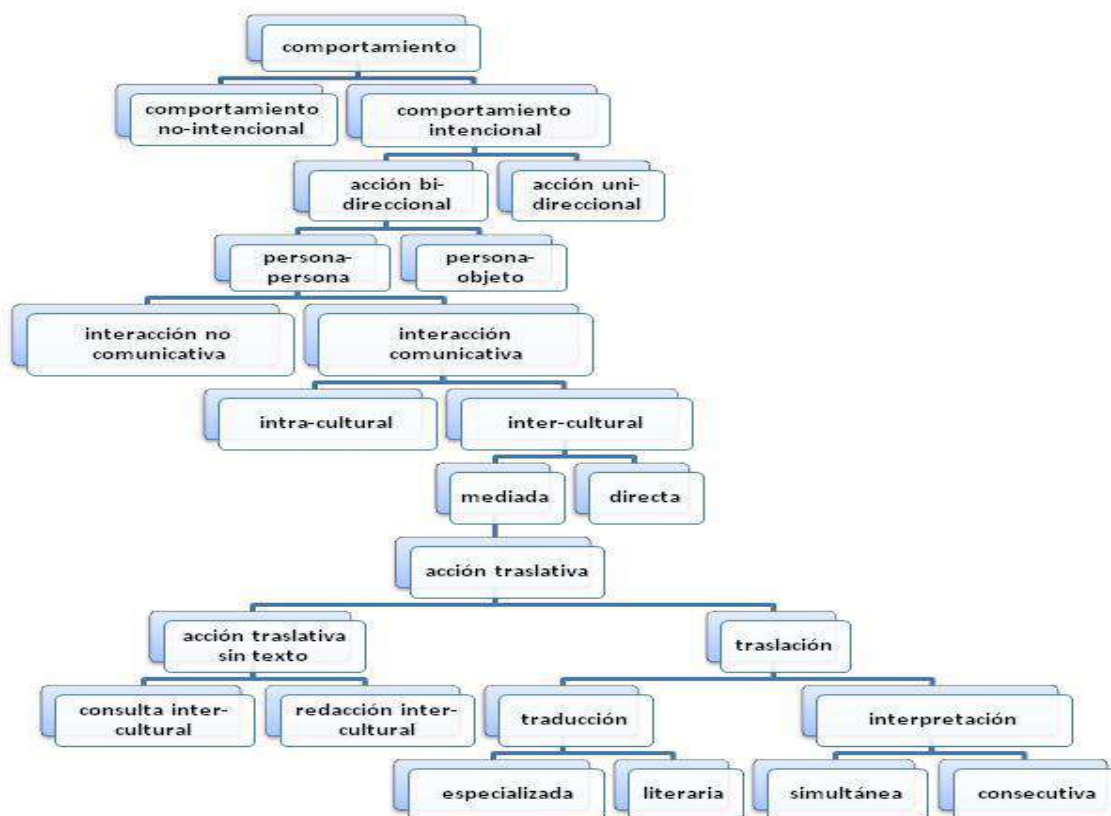 comportamiento
comportamiento
no-intencional
comportamiento
intencional
acción bi-
direccional
acción uni-
direccional
persona-
persona
persona-
objeto
interacción no
comunicativa
interacción
comunicativa
intra-cultural
inter-cultural
mediada
directa
acción traslativa
acción traslativa
sin texto
traslación
consulta inter-
cultural
redacción inter-
cultural
traducción
interpretación
especializada
literaria
simultánea
consecutiva